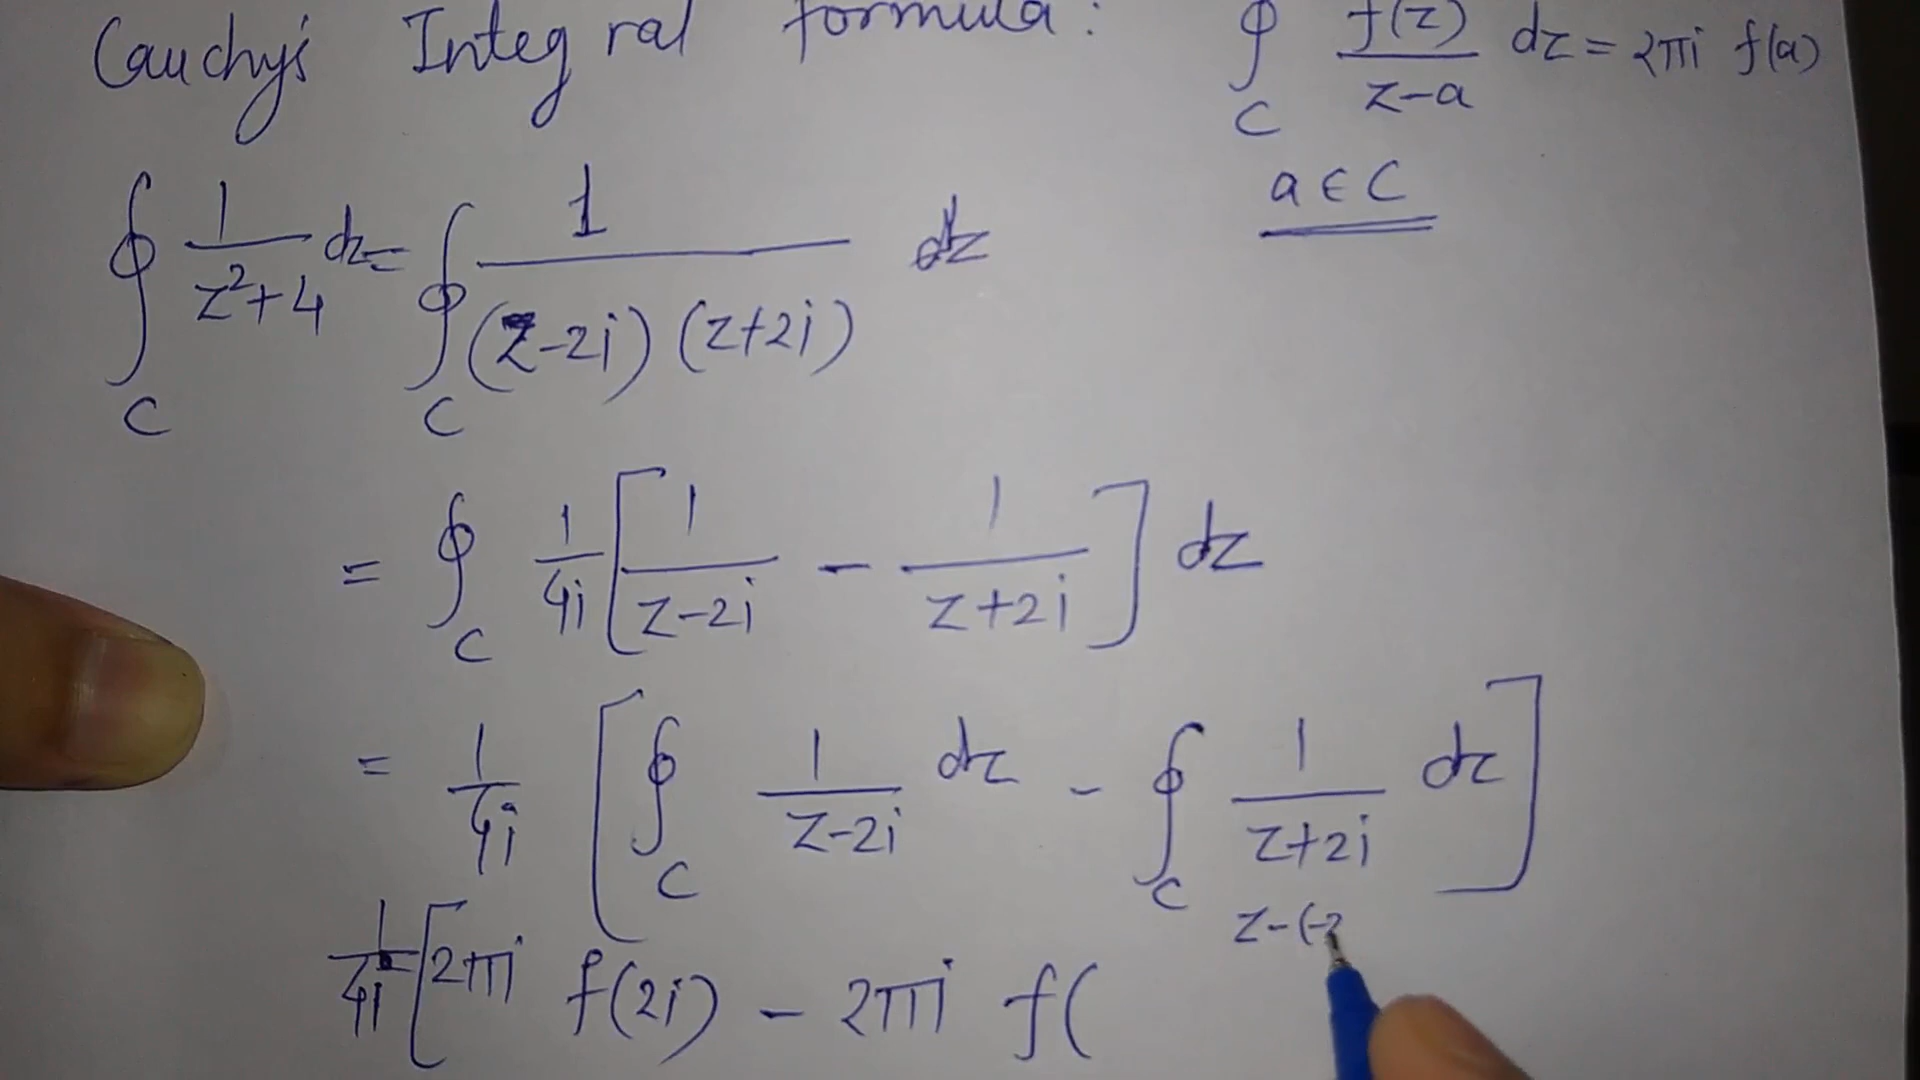 Cauchy's Integral formula: ∮_C f(z)/(z-a) dz = 2πi f(a)
a ∈ C
∮_C 1/(z²+4) dz = ∮_C 1/((z-2i)(z+2i)) dz
= ∮_C 1/4i [1/(z-2i) - 1/(z+2i)] dz
= 1/4i [∮_C 1/(z-2i) dz - ∮_C 1/(z+2i) dz]
z-(-2
= 1/4i [2πi f(2i) - 2πi f(